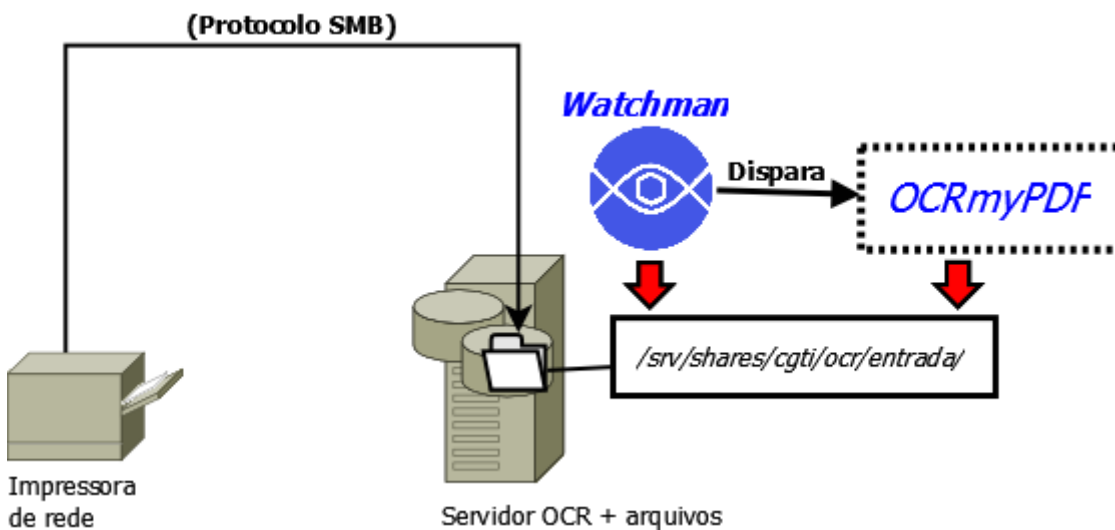 (Protocolo SMB)
Watchman
Dispara
OCRmyPDF
/srv/shares/cgti/ocr/entrada/
Impressora
de rede
Servidor OCR + arquivos